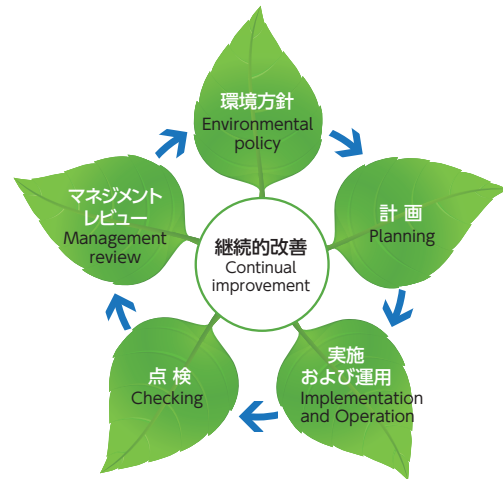 環境方針
Environmental
policy
計 画
Planning
実施
および運用
Implementation
and Operation
点 検
Checking
マネジメント
レビュー
Management
review
継続的改善
Continual
improvement